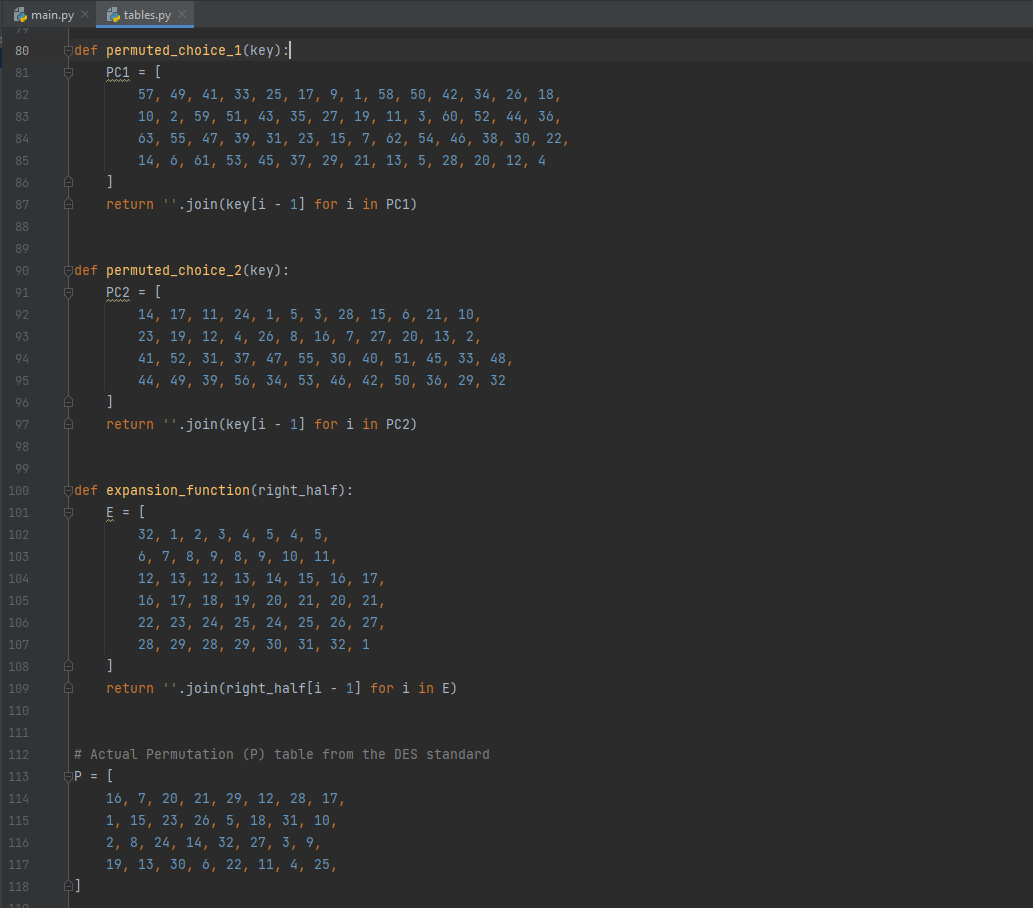 main.py tables.py
79
80 def permuted_choice_1(key):
81 PC1 = [
82 57, 49, 41, 33, 25, 17, 9, 1, 58, 50, 42, 34, 26, 18,
83 10, 2, 59, 51, 43, 35, 27, 19, 11, 3, 60, 52, 44, 36,
84 63, 55, 47, 39, 31, 23, 15, 7, 62, 54, 46, 38, 30, 22,
85 14, 6, 61, 53, 45, 37, 29, 21, 13, 5, 28, 20, 12, 4
86 ]
87 return ''.join(key[i - 1] for i in PC1)
88
89
90 def permuted_choice_2(key):
91 PC2 = [
92 14, 17, 11, 24, 1, 5, 3, 28, 15, 6, 21, 10,
93 23, 19, 12, 4, 26, 8, 16, 7, 27, 20, 13, 2,
94 41, 52, 31, 37, 47, 55, 30, 40, 51, 45, 33, 48,
95 44, 49, 39, 56, 34, 53, 46, 42, 50, 36, 29, 32
96 ]
97 return ''.join(key[i - 1] for i in PC2)
98
99
100 def expansion_function(right_half):
101 E = [
102 32, 1, 2, 3, 4, 5, 4, 5,
103 6, 7, 8, 9, 8, 9, 10, 11,
104 12, 13, 12, 13, 14, 15, 16, 17,
105 16, 17, 18, 19, 20, 21, 20, 21,
106 22, 23, 24, 25, 24, 25, 26, 27,
107 28, 29, 28, 29, 30, 31, 32, 1
108 ]
109 return ''.join(right_half[i - 1] for i in E)
110
111
112 # Actual Permutation (P) table from the DES standard
113 P = [
114 16, 7, 20, 21, 29, 12, 28, 17,
115 1, 15, 23, 26, 5, 18, 31, 10,
116 2, 8, 24, 14, 32, 27, 3, 9,
117 19, 13, 30, 6, 22, 11, 4, 25,
118 ]
119